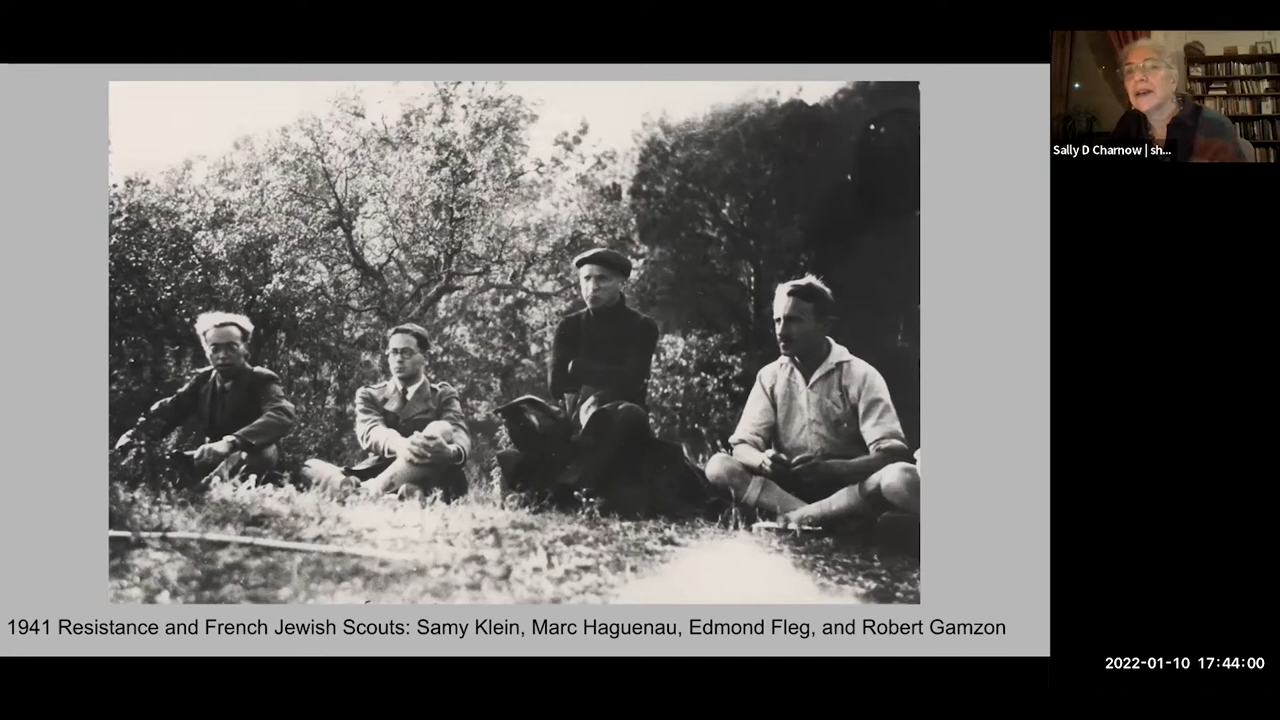 Sally D Charnow | sh...
1941 Resistance and French Jewish Scouts: Samy Klein, Marc Haguenau, Edmond Fleg, and Robert Gamzon
2022-01-10 17:44:00